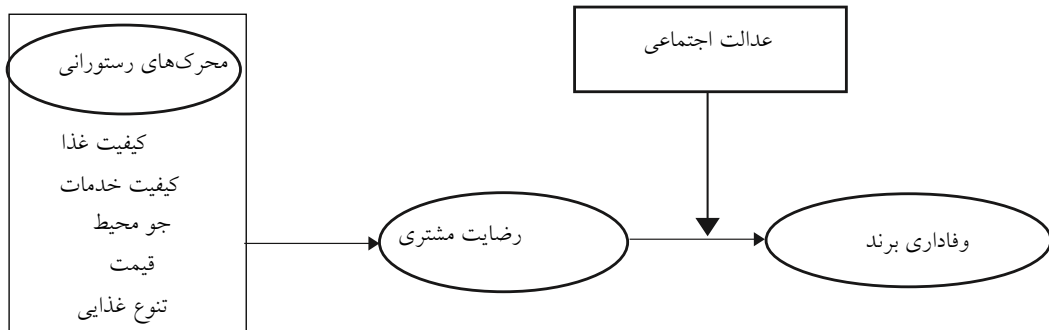 عدالت اجتماعی
محرک‌های رستورانی
کیفیت غذا
کیفیت خدمات
جو محیط
قیمت
تنوع غذایی
رضایت مشتری
وفاداری برند